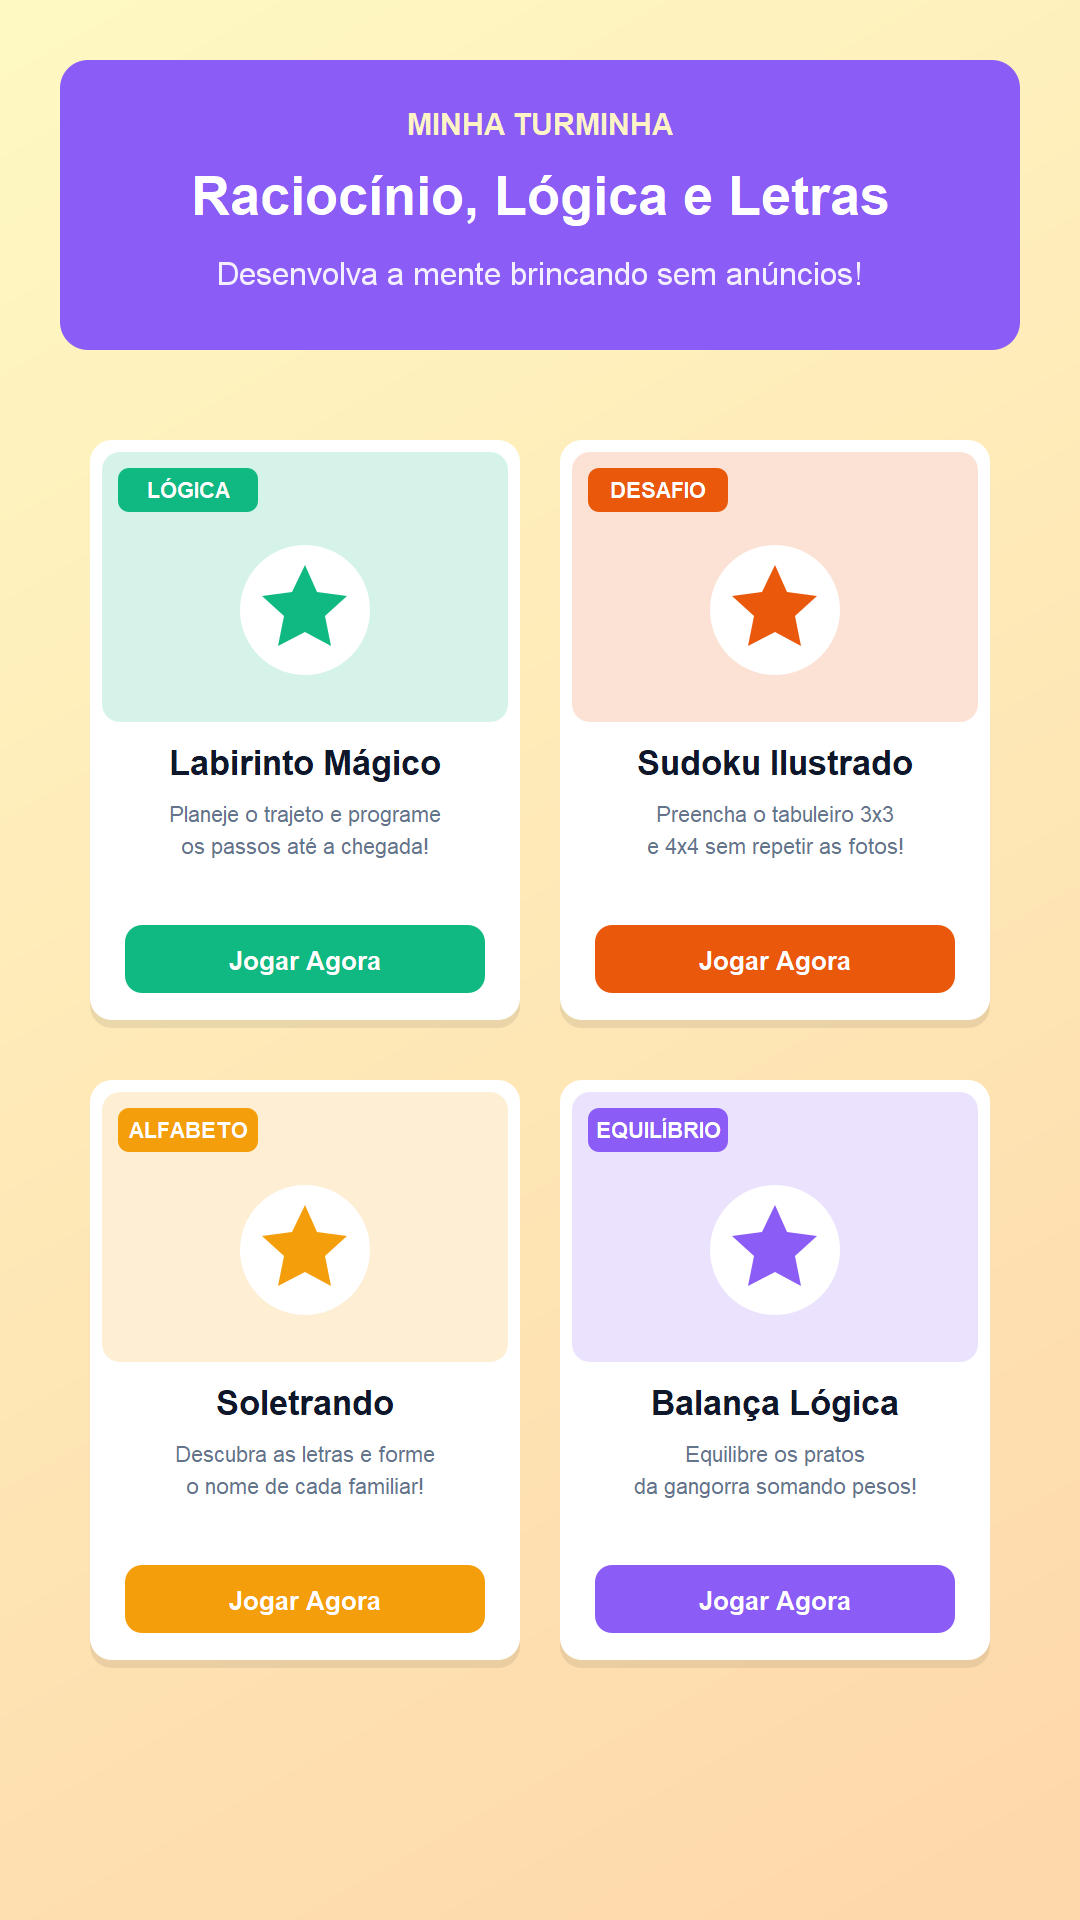 MINHA TURMINHA
Raciocínio, Lógica e Letras
Desenvolva a mente brincando sem anúncios!
LÓGICA
Labirinto Mágico
Planeje o trajeto e programe
os passos até a chegada!
Jogar Agora
DESAFIO
Sudoku Ilustrado
Preencha o tabuleiro 3x3
e 4x4 sem repetir as fotos!
Jogar Agora
ALFABETO
Soletrando
Descubra as letras e forme
o nome de cada familiar!
Jogar Agora
EQUILÍBRIO
Balança Lógica
Equilibre os pratos
da gangorra somando pesos!
Jogar Agora